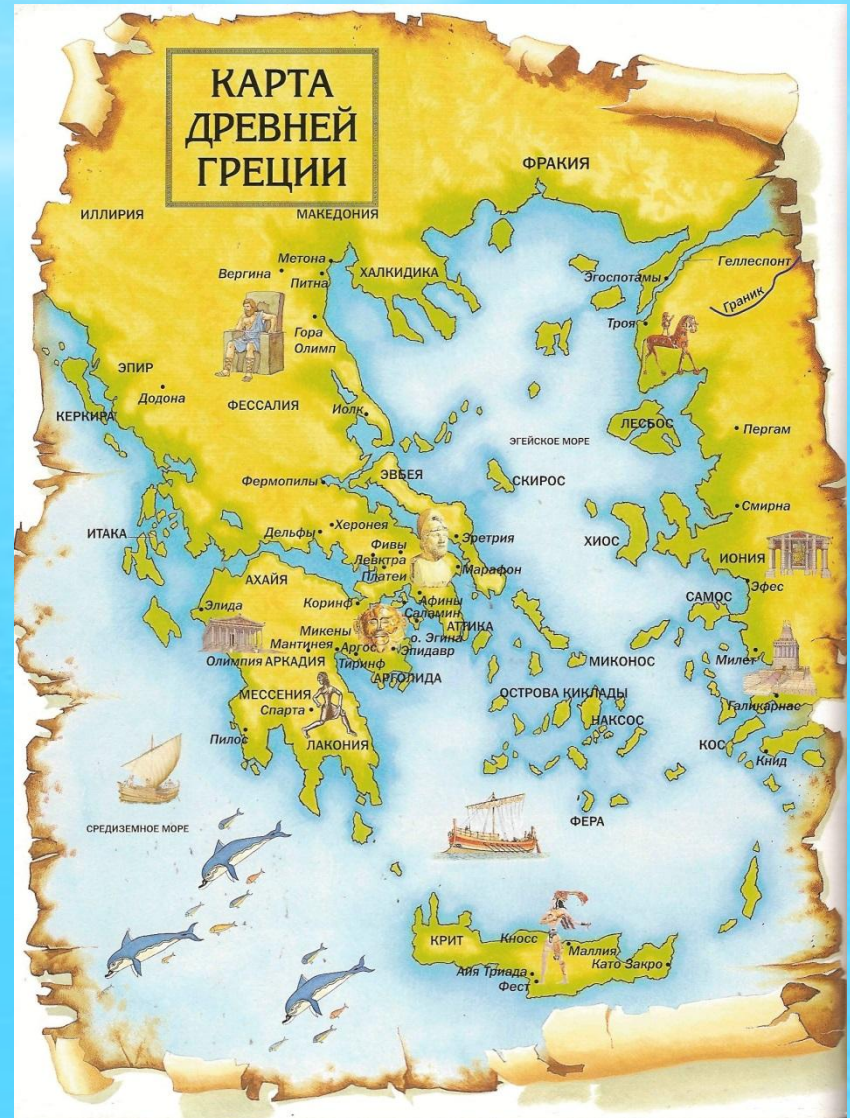 КАРТА
ДРЕВНЕЙ
ГРЕЦИИ
ФРАКИЯ
ИЛЛИРИЯ
МАКЕДОНИЯ
Метона
Вергина
Питна
ХАЛКИДИКА
Геллеспонт
Эгоспотамы
Граник
Троя
Гора
Олимп
ЭПИР
Додона
ФЕССАЛИЯ
КЕРКИРА
Иолк
ЛЕСБОС
Пергам
ЭГЕЙСКОЕ МОРЕ
ЭВБЕЯ
СКИРОС
Фермопилы
Смирна
ИТАКА
Херонея
Дельфы
Фивы
Эретрия
ХИОС
Левктра
ИОНИЯ
Платеи
Марафон
АХАЙЯ
Эфес
САМОС
Элида
Коринф
Афины
Саламин
АТТИКА
Микены
о. Эгина
Мантинея
Аргос
Эпидавр
Олимпия
АРКАДИЯ
Тиринф
МИКОНОС
Милет
АРГОЛИДА
МЕССЕНИЯ
ОСТРОВА КИКЛАДЫ
Спарта
Галикарнас
НАКСОС
Пилос
ЛАКОНИЯ
КОС
Книд
ФЕРА
СРЕДИЗЕМНОЕ МОРЕ
КРИТ
Кносс
Маллия
Като Закро
Айя Триада
Фест